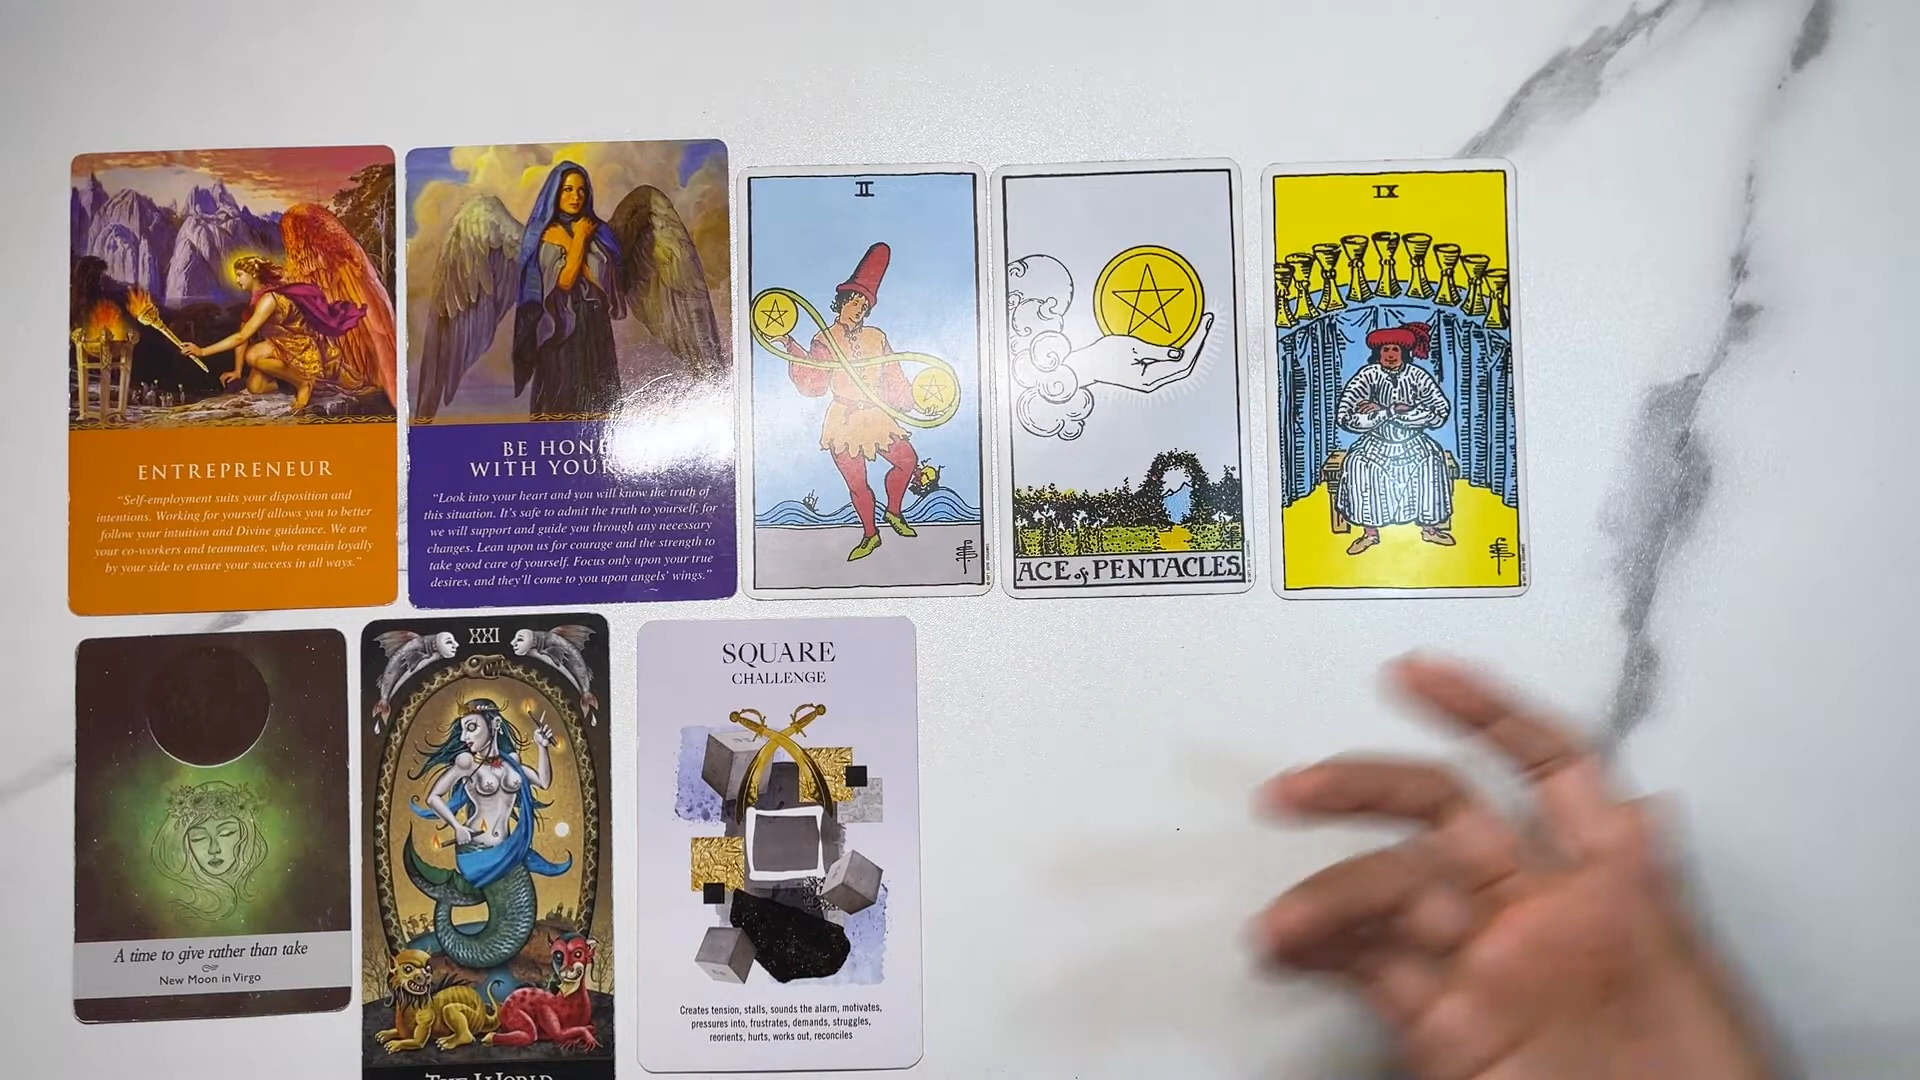 ENTREPRENEUR
"Self-employment suits your disposition and
intentions. Working for yourself allows you to better
follow your intuition and Divine guidance. We are
your co-workers and teammates, who remain loyally
by your side to ensure your success in all ways."
BE HONE
WITH YOUR
"Look into your heart and you will know the truth of
this situation. It's safe to admit the truth to yourself, for
we will support and guide you through any necessary
changes. Lean upon us for courage and the strength to
take good care of yourself. Focus only upon your true
desires, and they'll come to you upon angels' wings."
II
ACE of PENTACLES
IX
A time to give rather than take
New Moon in Virgo
XXI
THE WORLD
SQUARE
CHALLENGE
Creates tension, stalls, sounds the alarm, motivates,
pressures into, frustrates, demands, struggles,
reorients, hurts, works out, reconciles